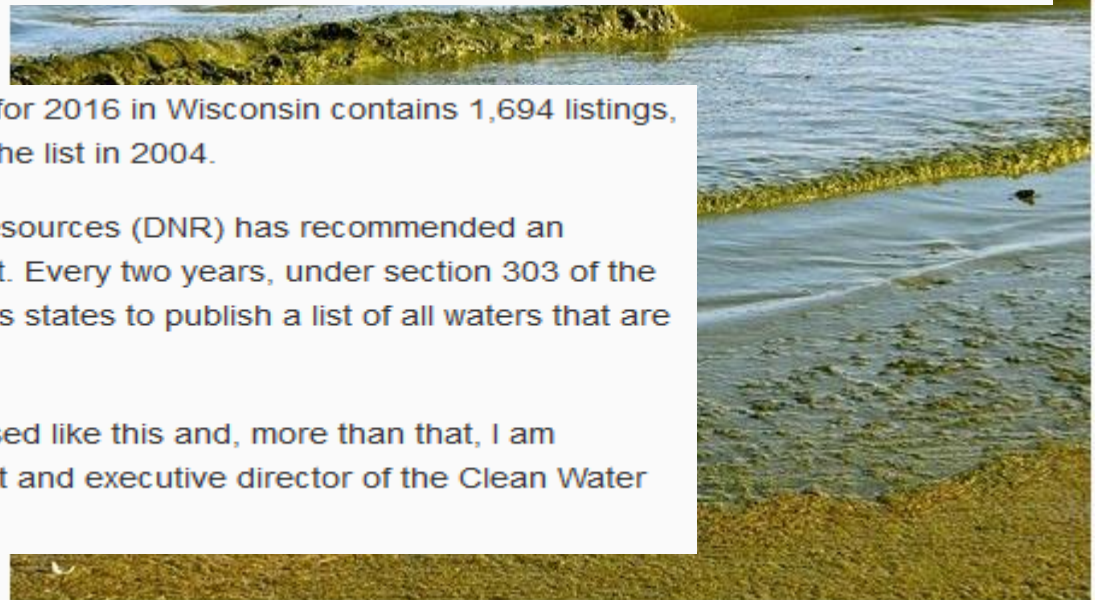 for 2016 in Wisconsin contains 1,694 listings,
he list in 2004.
sources (DNR) has recommended an
t. Every two years, under section 303 of the
s states to publish a list of all waters that are
sed like this and, more than that, I am
t and executive director of the Clean Water